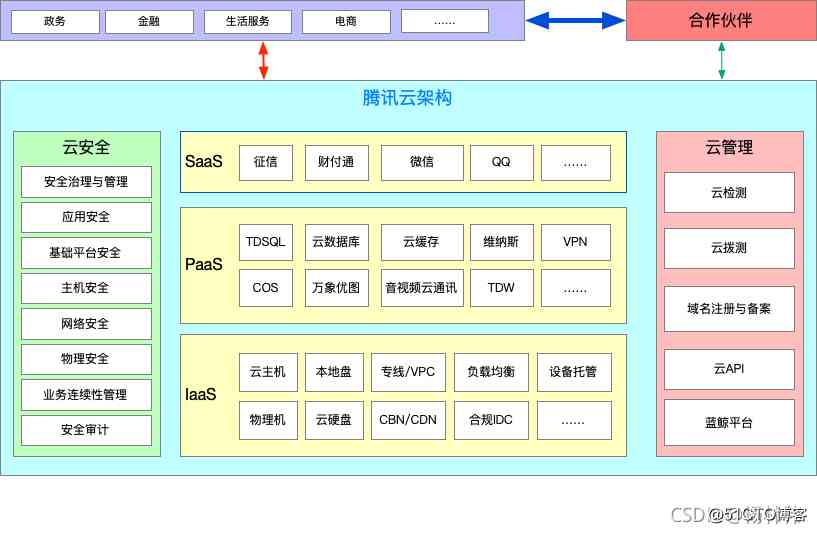 政务 金融 生活服务 电商 ……
合作伙伴
腾讯云架构
云安全
安全治理与管理
应用安全
基础平台安全
主机安全
网络安全
物理安全
业务连续性管理
安全审计
SaaS 征信 财付通 微信 QQ ……
PaaS
TDSQL 云数据库 云缓存 维纳斯 VPN
COS 万象优图 音视频云通讯 TDW ……
IaaS
云主机 本地盘 专线/VPC 负载均衡 设备托管
物理机 云硬盘 CBN/CDN 合规IDC ……
云管理
云检测
云拨测
域名注册与备案
云API
蓝鲸平台
@51CTO博客